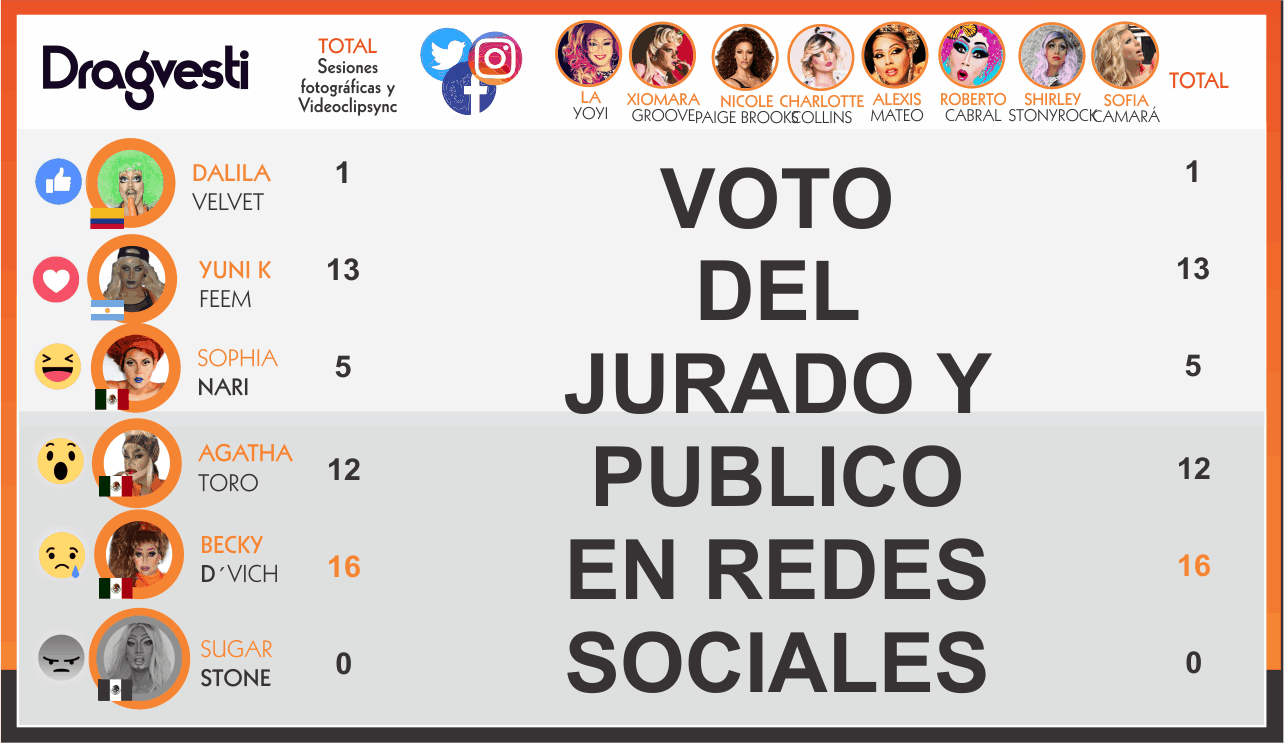 Dragvesti
TOTAL
Sesiones
fotográficas y
Videoclipsync
LA
YOYI
XIOMARA
GROOVE
NICOLE
PAIGE BROOKS
CHARLOTTE
COLLINS
ALEXIS
MATEO
ROBERTO
CABRAL
SHIRLEY
STONYROCK
SOFIA
CAMARÁ
TOTAL
DALILA
VELVET
1
1
YUNI K
FEEM
13
13
SOPHIA
NARI
5
5
AGATHA
TORO
12
12
BECKY
D´VICH
16
16
SUGAR
STONE
0
0
VOTO
DEL
JURADO Y
PUBLICO
EN REDES
SOCIALES